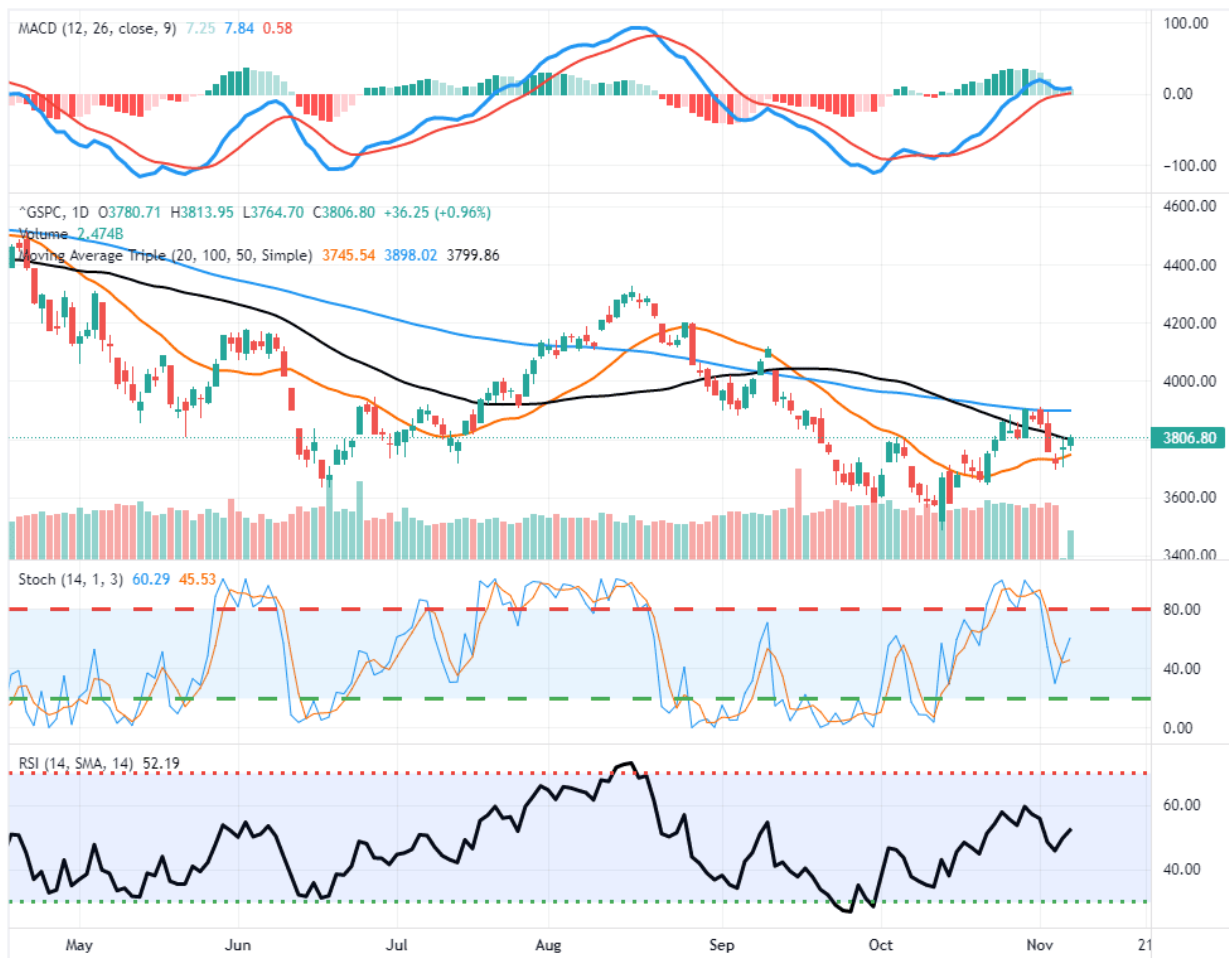 MACD (12, 26, close, 9) 7.25 7.84 0.58
100.00
0.00
−100.00
^GSPC, 1D O3780.71 H3813.95 L3764.70 C3806.80 +36.25 (+0.96%)
Volume 2.474B
Moving Average Triple (20, 100, 50, Simple) 3745.54 3898.02 3799.86
4600.00
4400.00
4200.00
4000.00
3806.80
3600.00
3400.00
Stoch (14, 1, 3) 60.29 45.53
80.00
40.00
0.00
RSI (14, SMA, 14) 52.19
60.00
40.00
May Jun Jul Aug Sep Oct Nov 21